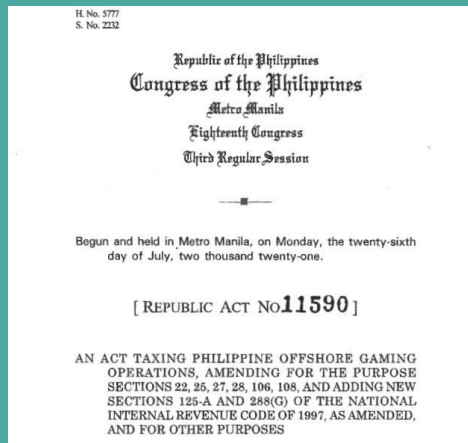 H. No. 5777
S. No. 2232
Republic of the Philippines
Congress of the Philippines
Metro Manila
Eighteenth Congress
Third Regular Session
Begun and held in Metro Manila, on Monday, the twenty-sixth
day of July, two thousand twenty-one.
[ REPUBLIC ACT NO 11590 ]
AN ACT TAXING PHILIPPINE OFFSHORE GAMING
OPERATIONS, AMENDING FOR THE PURPOSE
SECTIONS 22, 25, 27, 28, 106, 108, AND ADDING NEW
SECTIONS 125-A AND 288(G) OF THE NATIONAL
INTERNAL REVENUE CODE OF 1997, AS AMENDED,
AND FOR OTHER PURPOSES